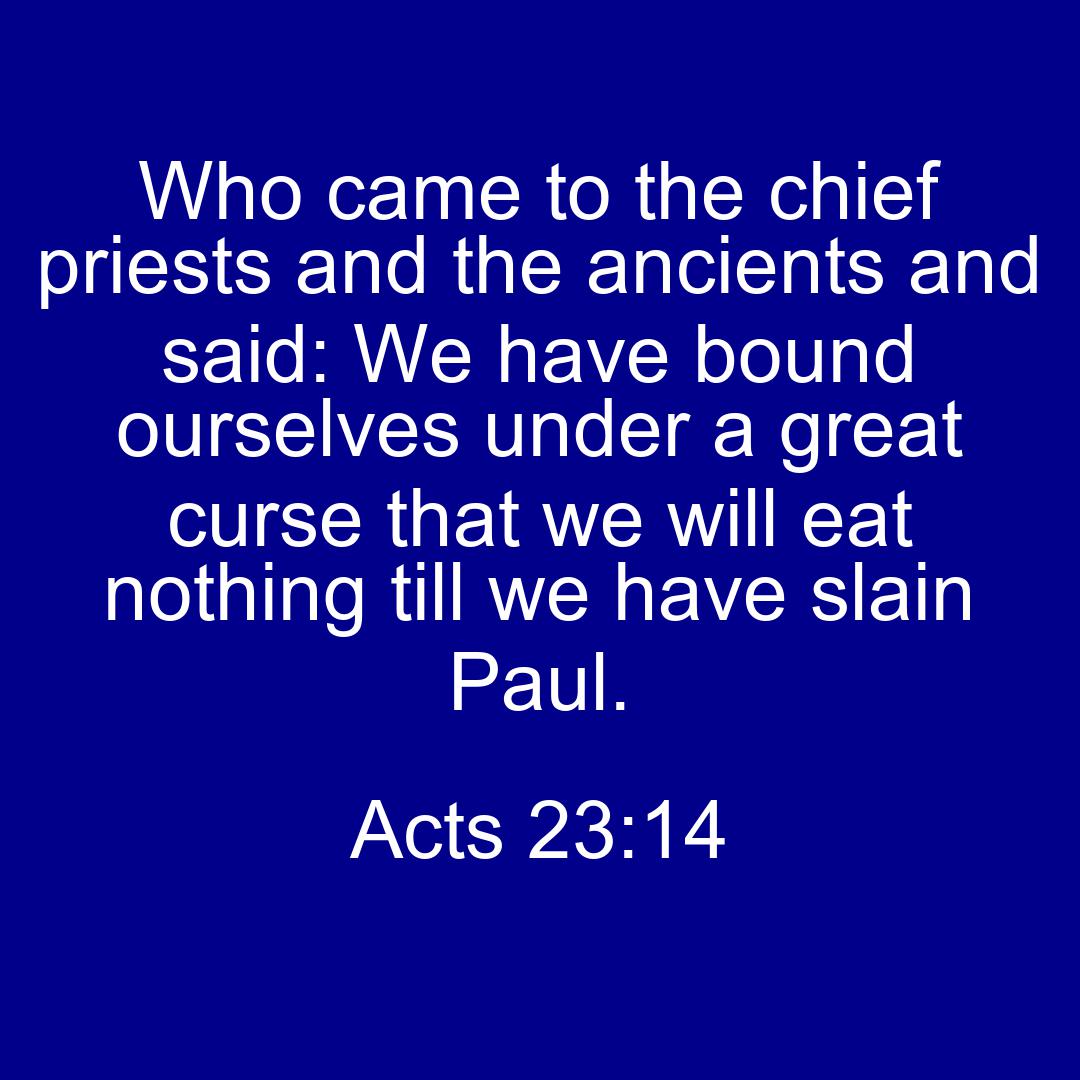 Who came to the chief
priests and the ancients and
said: We have bound
ourselves under a great
curse that we will eat
nothing till we have slain
Paul.
Acts 23:14